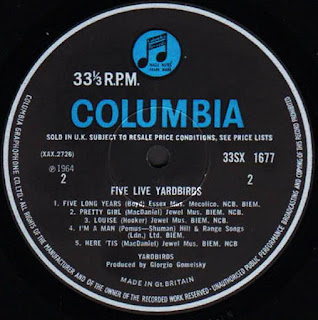 33⅓ R.P.M.
COLUMBIA
SOLD IN U.K. SUBJECT TO RESALE PRICE CONDITIONS, SEE PRICE LISTS
(XAX.2726)
33SX 1677
℗1964
2
2
FIVE LIVE YARDBIRDS
1. FIVE LONG YEARS (Boyd) Essex Mus. Mecolico. NCB. BIEM.
2. PRETTY GIRL (MacDaniel) Jewel Mus. BIEM. NCB.
3. LOUISE (Hooker) Jewel Mus. BIEM. NCB.
4. I'M A MAN (Pomus—Shuman) Hill & Range Songs
(Ldn.) Ltd. BIEM.
5. HERE 'TIS (MacDaniel) Jewel Mus. BIEM. NCB.
YARDBIRDS
Produced by Giorgio Gomelsky
MADE IN Gt. BRITAIN
COLUMBIA GRAPHOPHONE CO. LTD. ALL RIGHTS OF THE MANUFACTURER AND OF THE OWNER OF THE RECORDED WORK RESERVED. UNAUTHORISED PUBLIC PERFORMANCE BROADCASTING AND COPYING OF THIS RECORD PROHIBITED